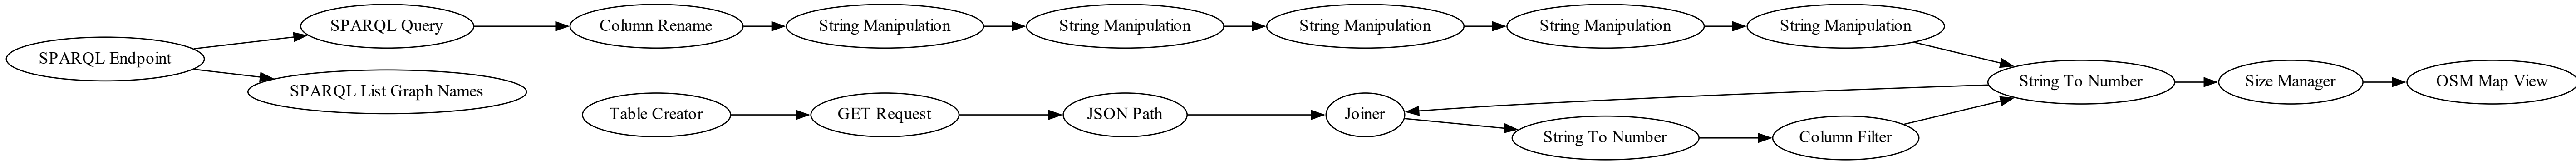 SPARQL Endpoint
SPARQL Query
SPARQL List Graph Names
Column Rename
String Manipulation
String Manipulation
String Manipulation
String Manipulation
String Manipulation
Table Creator
GET Request
JSON Path
Joiner
String To Number
Column Filter
String To Number
Size Manager
OSM Map View